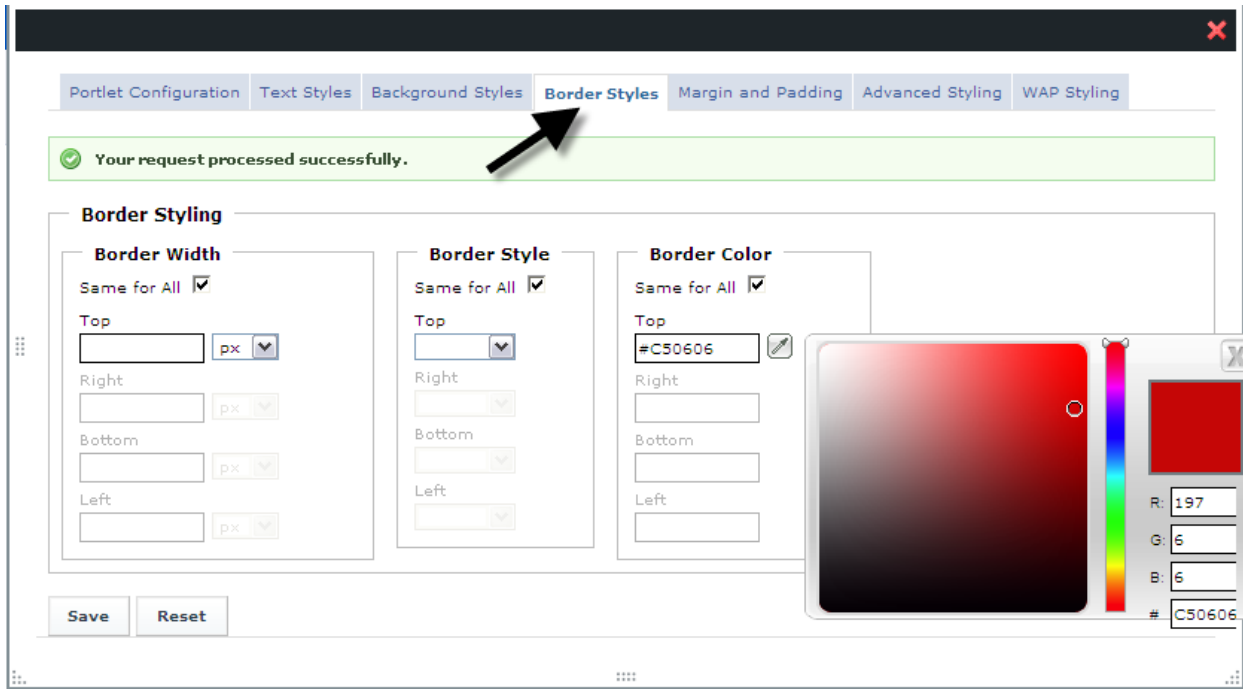 Portlet Configuration Text Styles Background Styles Border Styles Margin and Padding Advanced Styling WAP Styling
Your request processed successfully.
Border Styling
Border Width Border Style Border Color
Same for All Same for All Same for All
Top Top Top
px #C50606
Right Right Right
px
Bottom Bottom Bottom
px
Left Left Left
px
R: 197
G: 6
B: 6
# C50606
Save Reset
X